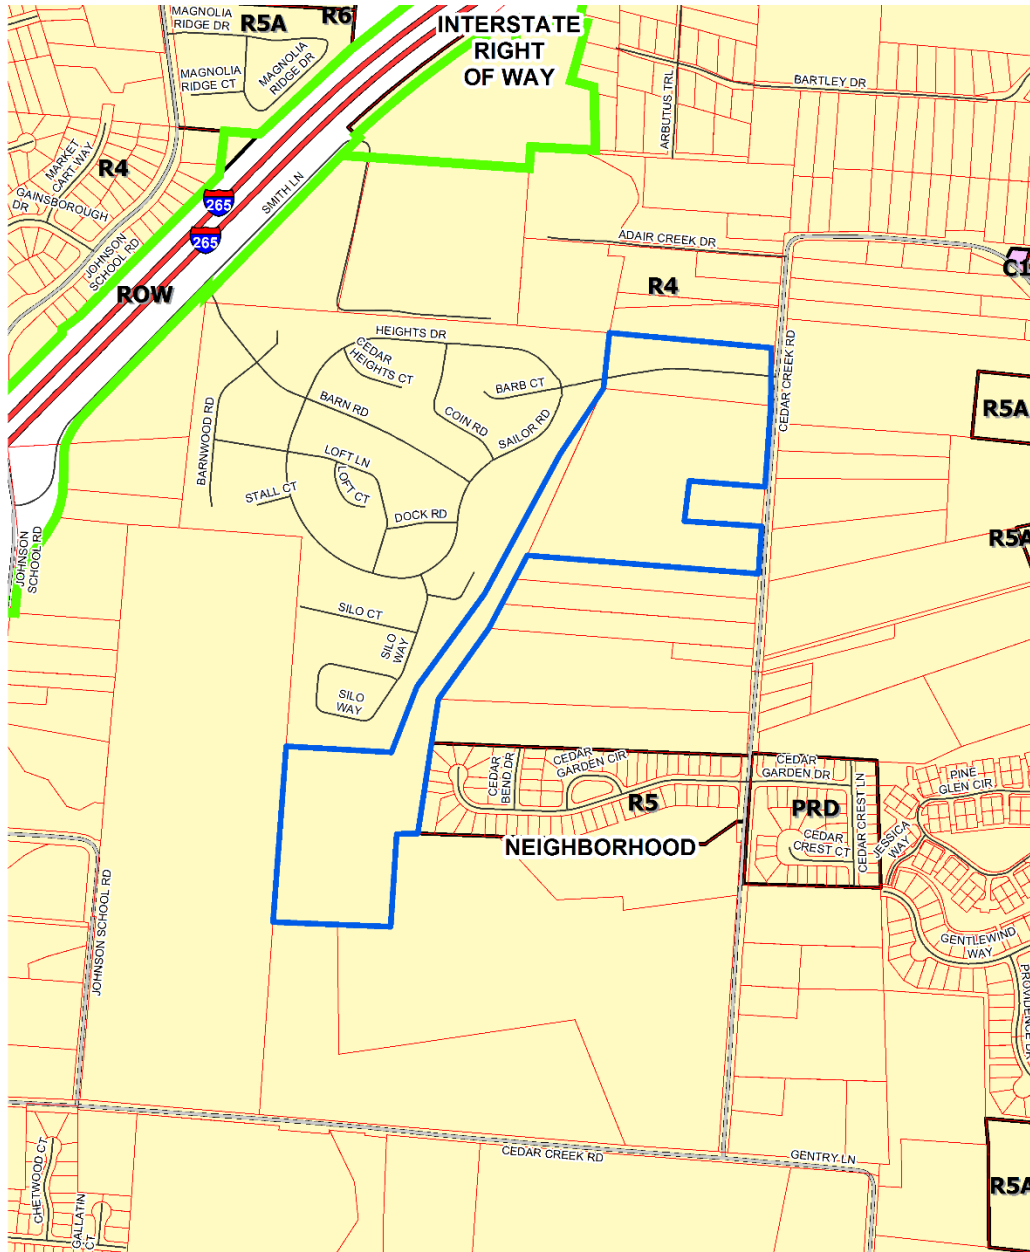 MAGNOLIA
RIDGE DR
R5A
R6
INTERSTATE
RIGHT
OF WAY
MAGNOLIA
RIDGE CT
MAGNOLIA
RIDGE DR
BARTLEY DR
ARBUTUS TRL
MARKET
CART WAY
R4
GAINSBOROUGH
DR
265
SMITH LN
265
JOHNSON
SCHOOL RD
ADAIR CREEK DR
C1
ROW
R4
HEIGHTS DR
CEDAR
HEIGHTS CT
CEDAR CREEK RD
BARB CT
BARN RD
COIN RD
SAILOR RD
R5A
BARNWOOD RD
LOFT LN
LOFT CT
STALL CT
DOCK RD
JOHNSON
SCHOOL RD
R5A
SILO CT
SILO
WAY
SILO
WAY
CEDAR
BEND DR
CEDAR
GARDEN CIR
CEDAR
GARDEN DR
CEDAR CREST LN
PINE
GLEN CIR
R5
PRD
NEIGHBORHOOD
CEDAR
CREST CT
JESSICA
WAY
JOHNSON SCHOOL RD
GENTLEWIND
WAY
PROVIDENCE DR
CEDAR CREEK RD
GENTRY LN
R5A
CHETWOOD CT
GALLATIN
CT